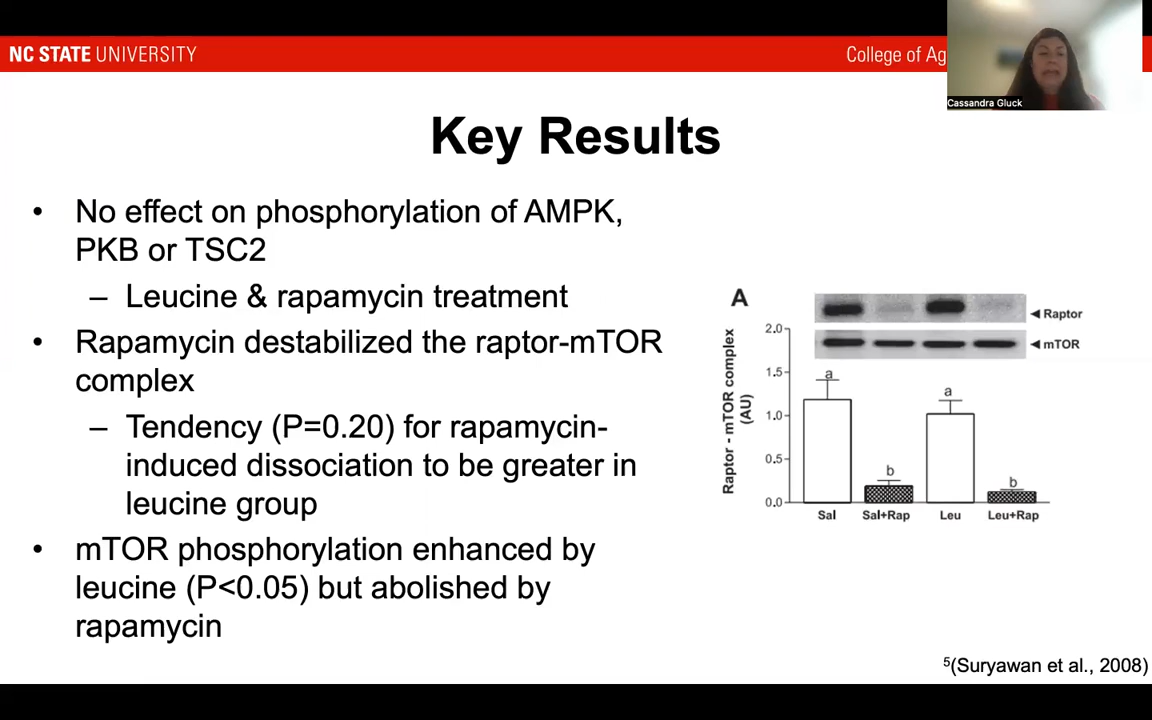 NC STATE UNIVERSITY
College of Ag
Cassandra Gluck
Key Results
• No effect on phosphorylation of AMPK,
PKB or TSC2
– Leucine & rapamycin treatment
• Rapamycin destabilized the raptor-mTOR
complex
– Tendency (P=0.20) for rapamycin-
induced dissociation to be greater in
leucine group
• mTOR phosphorylation enhanced by
leucine (P<0.05) but abolished by
rapamycin
A
Raptor
mTOR
Raptor - mTOR complex
(AU)
2.0
1.5
1.0
0.5
0.0
a
b
a
b
Sal Sal+Rap Leu Leu+Rap
5(Suryawan et al., 2008)